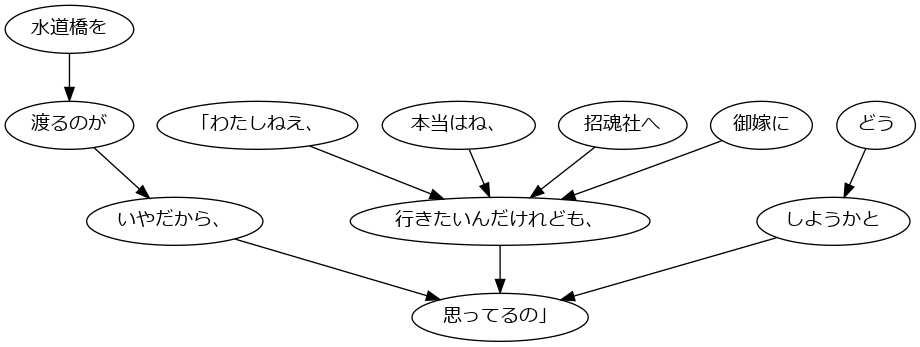 水道橋を
渡るのが
「わたしねえ、
本当はね、
招魂社へ
御嫁に
どう
いやだから、
行きたいんだけれども、
しようかと
思ってるの」